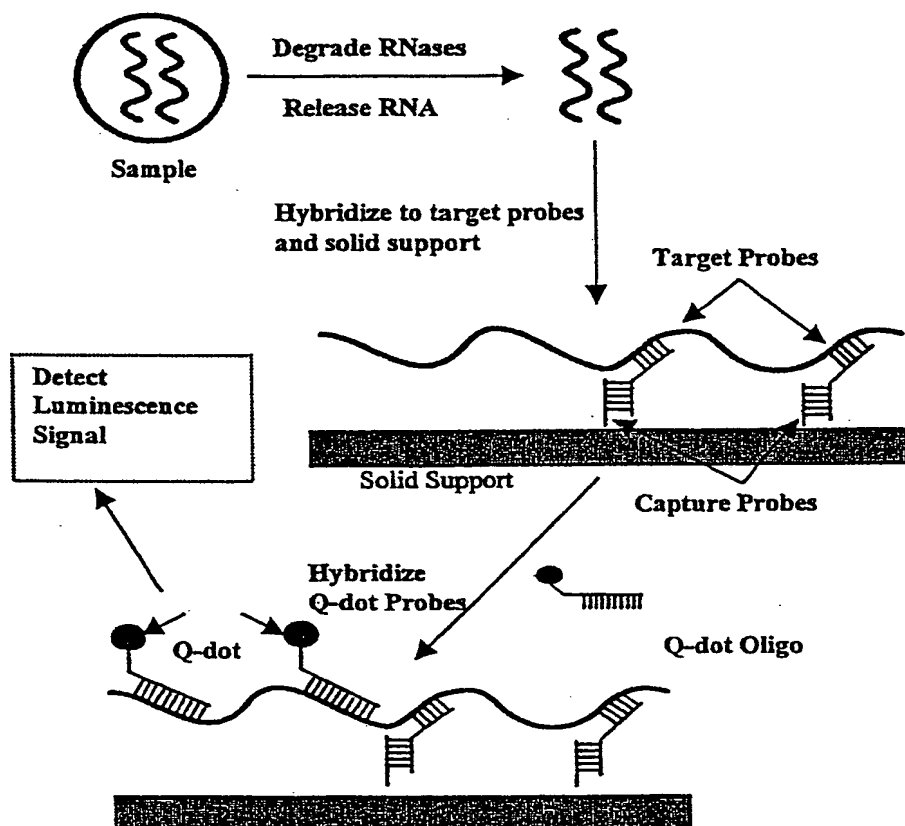 Degrade RNases
Release RNA
Sample
Hybridize to target probes
and solid support
Target Probes
Detect
Luminescence
Signal
Solid Support
Capture Probes
Hybridize
Q-dot Probes
Q-dot
Q-dot Oligo